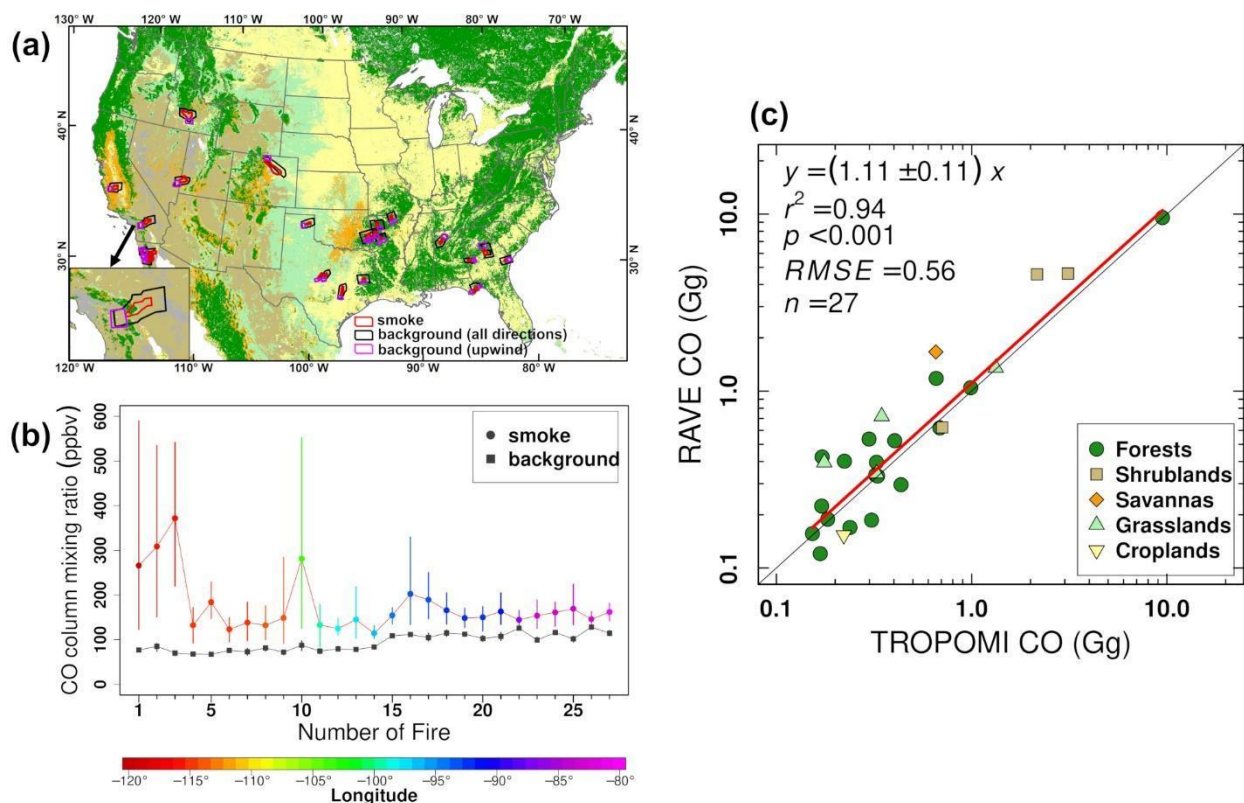 (a)
130° W 120° W 110° W 100° W 90° W 80° W 70° W 60° W
40° N 40° N
30° N 30° N
smoke
background (all directions)
background (upwind)
120° W 110° W 100° W 90° W 80° W 70° W
(b)
CO column mixing ratio (ppbv)
600
500
400
300
200
100
0
smoke
background
1 5 10 15 20 25
Number of Fire
−120° −115° −110° −105° −100° −95° −90° −85° −80°
Longitude
(c)
y = (1.11 ±0.11) x
r² =0.94
p <0.001
RMSE =0.56
n =27
RAVE CO (Gg)
10.0
1.0
0.1
Forests
Shrublands
Savannas
Grasslands
Croplands
0.1 1.0 10.0
TROPOMI CO (Gg)